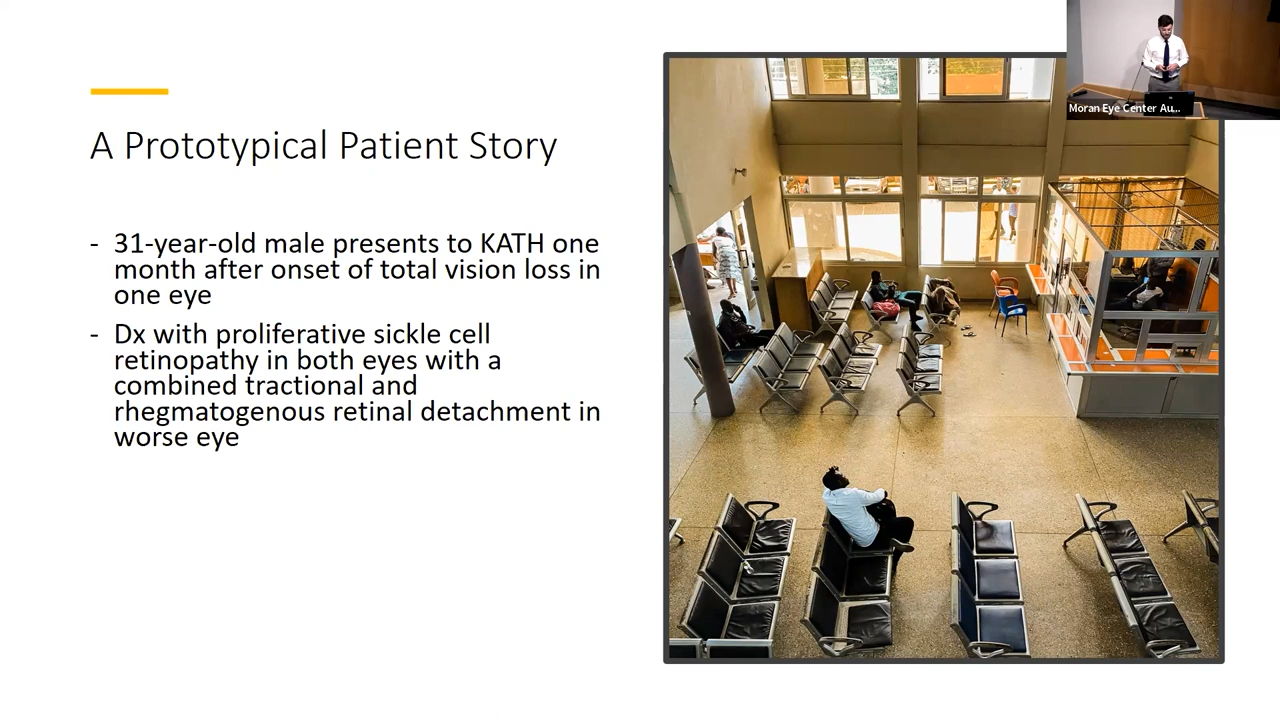 Moran Eye Center Au...
A Prototypical Patient Story
- 31-year-old male presents to KATH one
month after onset of total vision loss in
one eye
- Dx with proliferative sickle cell
retinopathy in both eyes with a
combined tractional and
rhegmatogenous retinal detachment in
worse eye